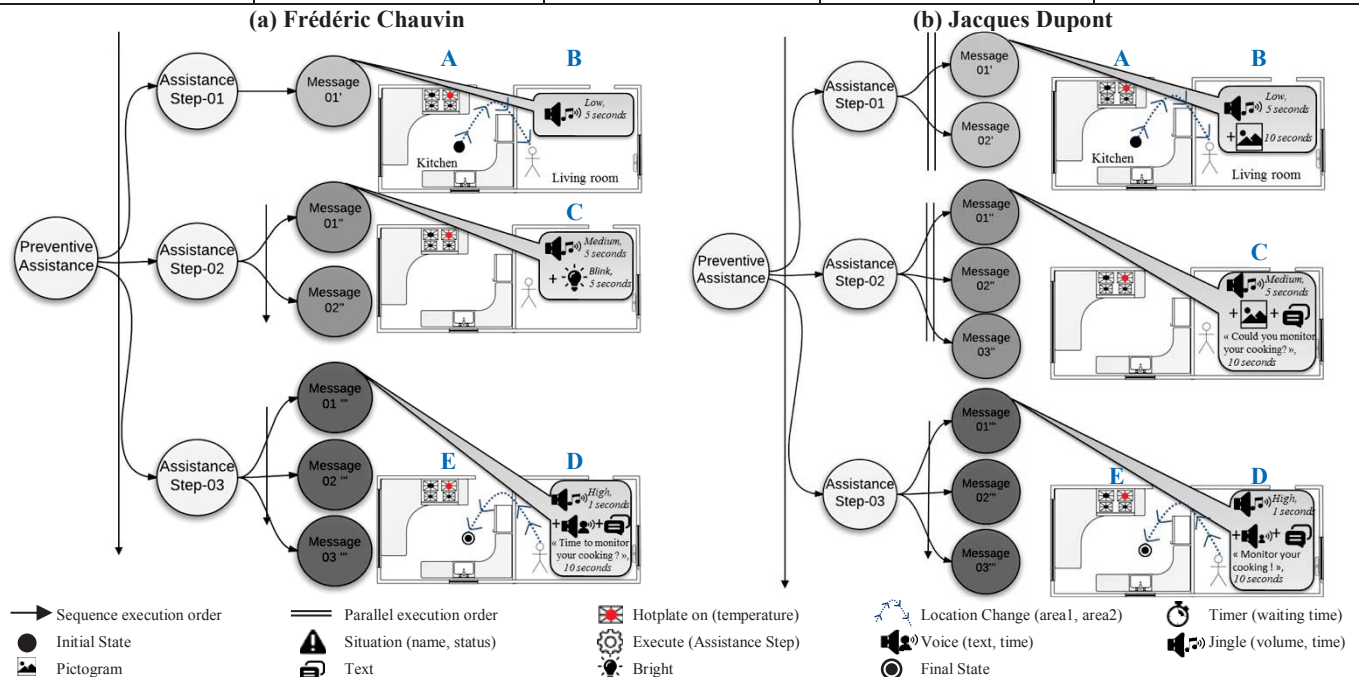 (a) Frédéric Chauvin
A
B
Assistance
Step-01
Message
01'
Low,
5 seconds
Kitchen
Living room
C
Preventive
Assistance
Assistance
Step-02
Message
01"
Message
02"
Medium,
5 seconds
+
Blink,
5 seconds
Assistance
Step-03
Message
01 '"
Message
02 '"
Message
03 '"
E
D
High,
1 seconds
+ +
« Time to monitor
your cooking ? »,
10 seconds
(b) Jacques Dupont
A
B
Assistance
Step-01
Message
01'
Message
02'
Low,
5 seconds
+ 10 seconds
Kitchen
Living room
C
Preventive
Assistance
Assistance
Step-02
Message
01"
Message
02"
Message
03"
Medium,
5 seconds
+ +
« Could you monitor
your cooking? »,
10 seconds
Assistance
Step-03
Message
01'"
Message
02'"
Message
03'"
E
D
High,
1 seconds
+ +
« Monitor your
cooking ! »,
10 seconds
Sequence execution order
Parallel execution order
Hotplate on (temperature)
Location Change (area1, area2)
Timer (waiting time)
Initial State
Situation (name, status)
Execute (Assistance Step)
Voice (text, time)
Jingle (volume, time)
Pictogram
Text
Bright
Final State